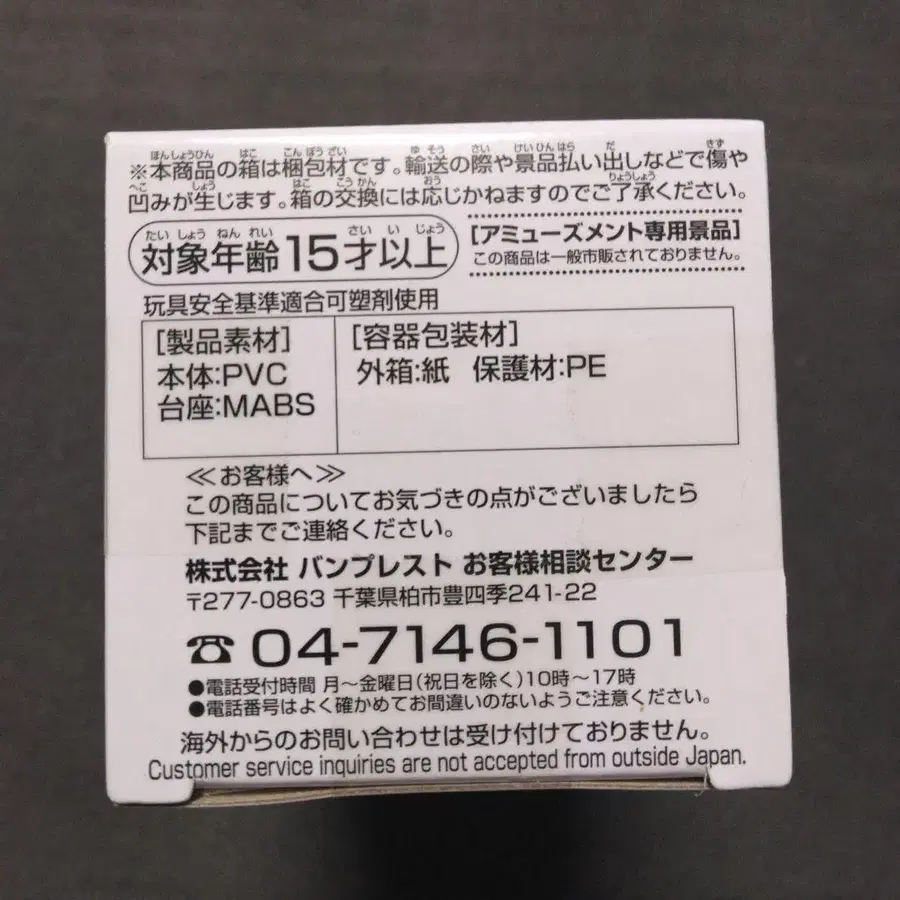 ※本商品の箱は梱包材です。輸送の際や景品払い出しなどで傷や
凹みが生じます。箱の交換には応じかねますのでご了承ください。
対象年齢15才以上
[アミューズメント専用景品]
この商品は一般市販されておりません。
玩具安全基準適合可塑剤使用
[製品素材]
本体:PVC
台座:MABS
[容器包装材]
外箱:紙 保護材:PE
≪お客様へ≫
この商品についてお気づきの点がございましたら
下記までご連絡ください。
株式会社 バンプレスト お客様相談センター
〒277-0863 千葉県柏市豊四季241-22
☎04-7146-1101
●電話受付時間 月～金曜日(祝日を除く)10時～17時
●電話番号はよく確かめてお間違いのないようご注意ください。
海外からのお問い合わせは受け付けておりません。
Customer service inquiries are not accepted from outside Japan.